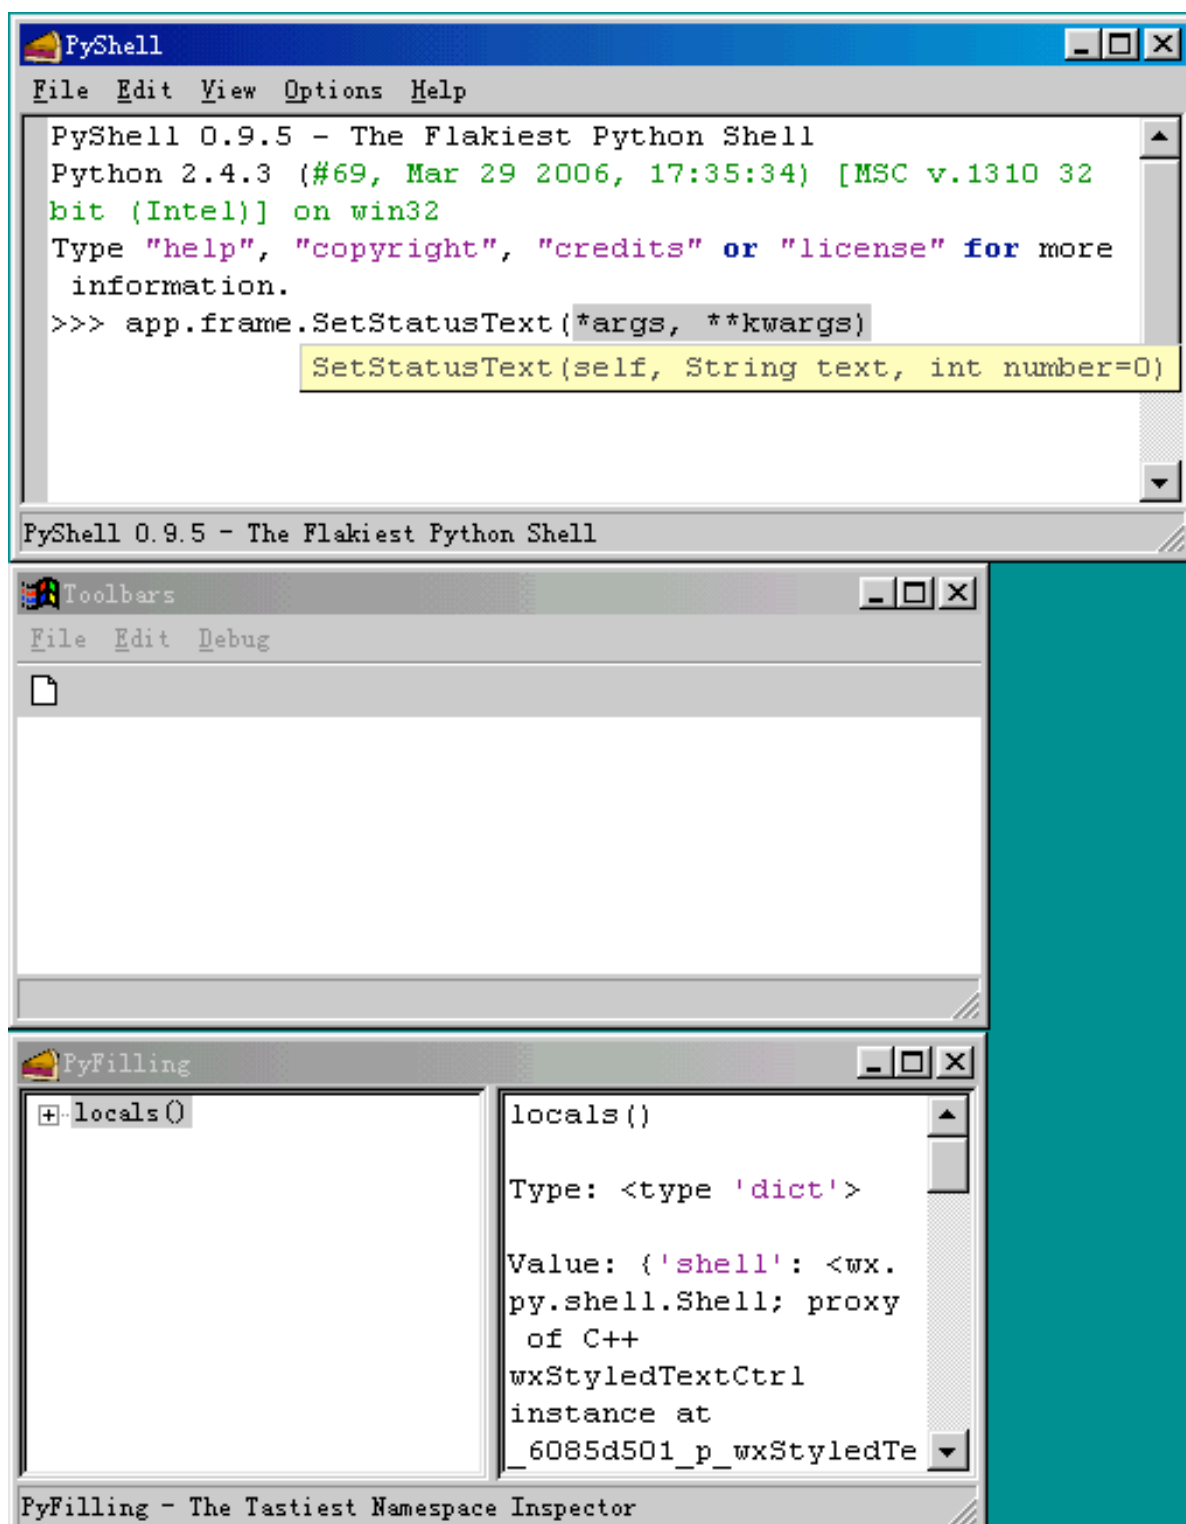 PyShell
File Edit View Options Help
PyShell 0.9.5 - The Flakiest Python Shell
Python 2.4.3 (#69, Mar 29 2006, 17:35:34) [MSC v.1310 32
bit (Intel)] on win32
Type "help", "copyright", "credits" or "license" for more
information.
>>> app.frame.SetStatusText(*args, **kwargs)
SetStatusText(self, String text, int number=0)
PyShell 0.9.5 - The Flakiest Python Shell
Toolbars
File Edit Debug
PyFilling
locals()
locals()
Type: <type 'dict'>
Value: {'shell': <wx.
py.shell.Shell; proxy
of C++
wxStyledTextCtrl
instance at
_6085d501_p_wxStyledTe
PyFilling - The Tastiest Namespace Inspector